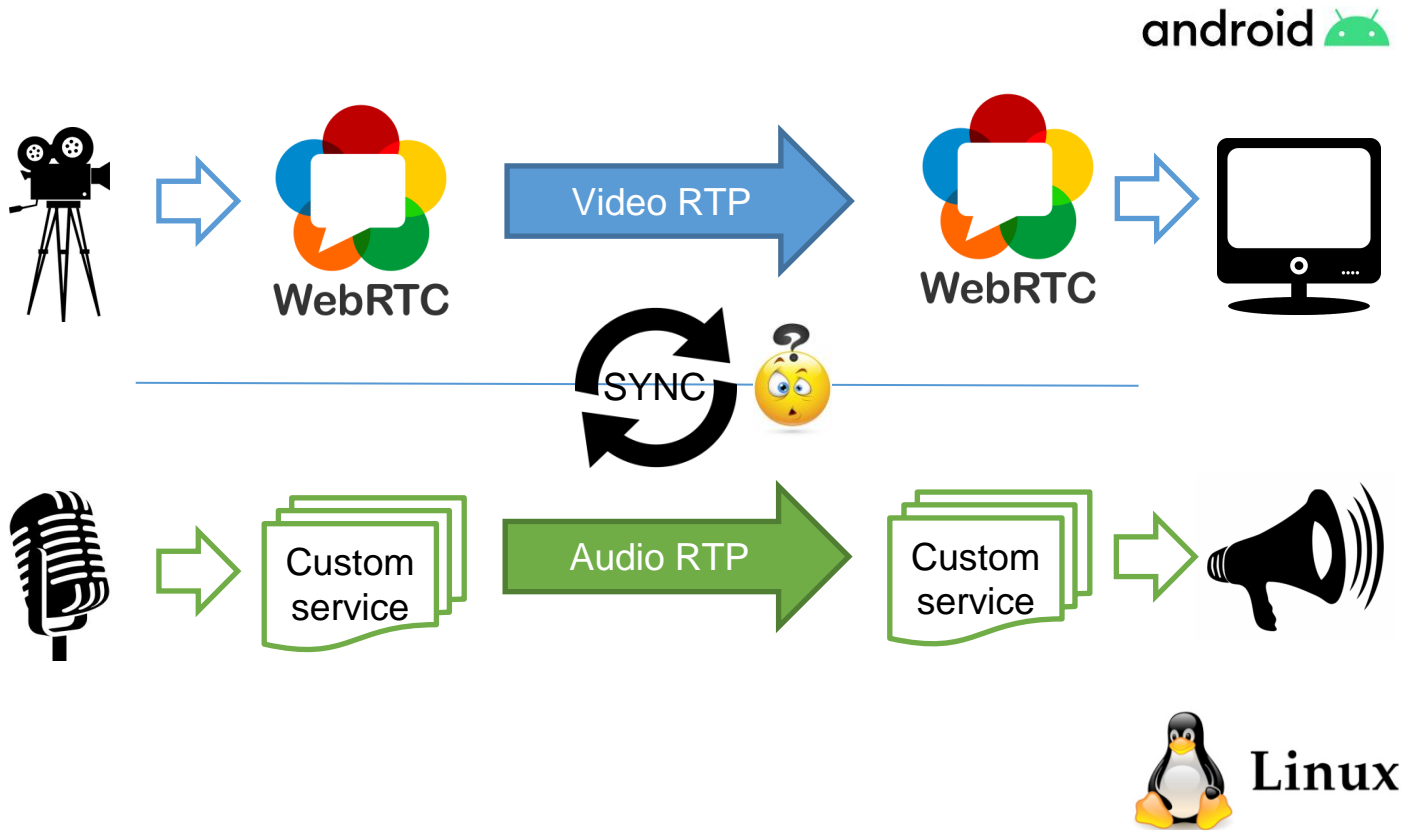 android
Video RTP
WebRTC
WebRTC
SYNC
?
Custom
service
Audio RTP
Custom
service
Linux